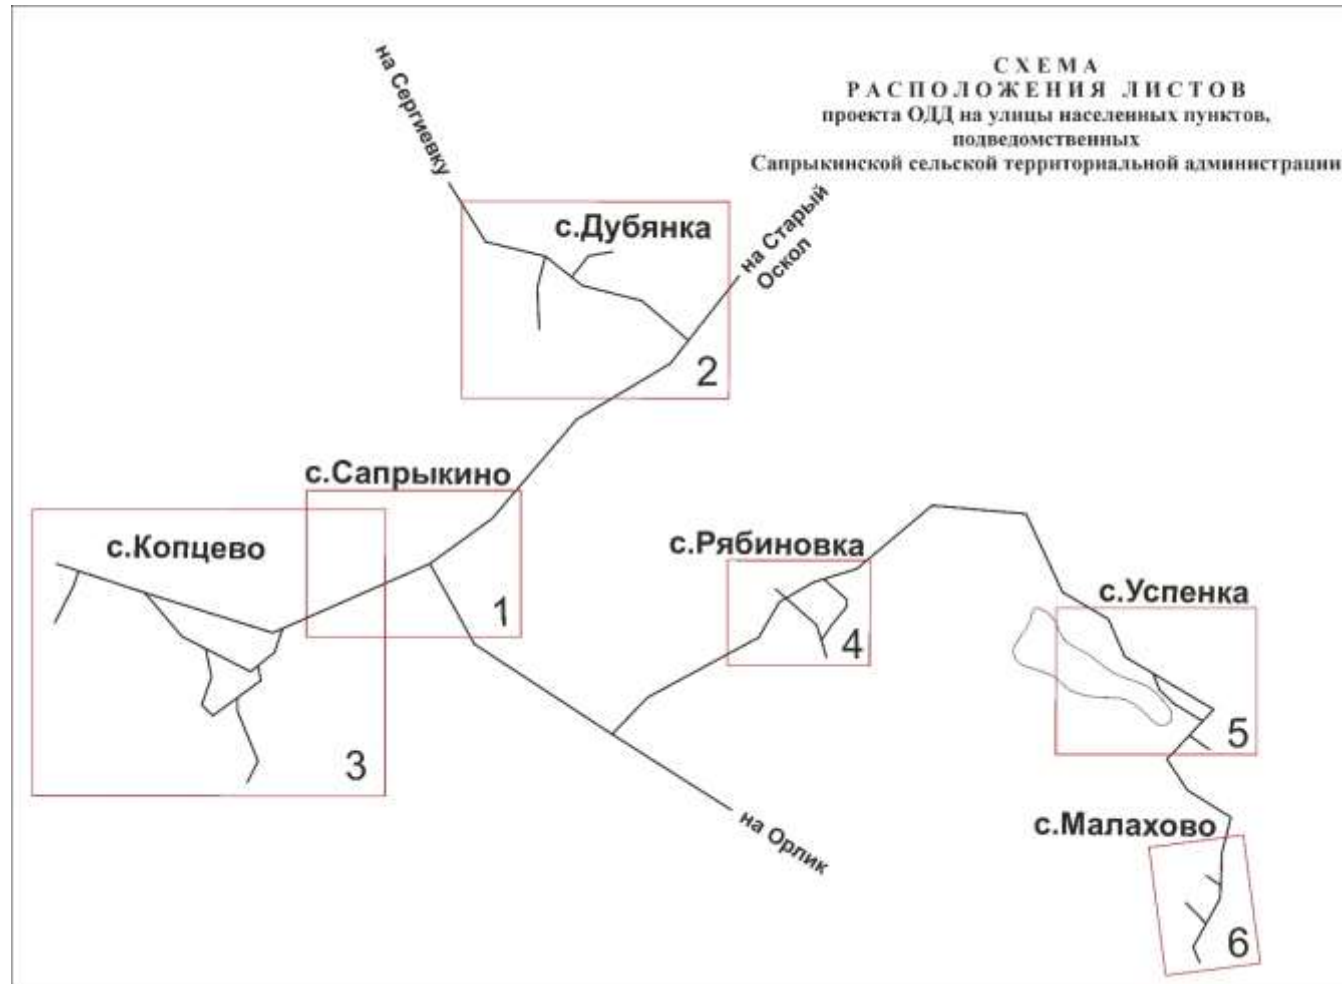 СХЕМА
РАСПОЛОЖЕНИЯ ЛИСТОВ
проекта ОДД на улицы населенных пунктов,
подведомственных
Сапрыкинской сельской территориальной администрации
на Сергиевку
с.Дубянка
на Старый
Оскол
2
с.Сапрыкино
1
с.Копцево
3
с.Рябиновка
4
с.Успенка
5
на Орлик
с.Малахово
6